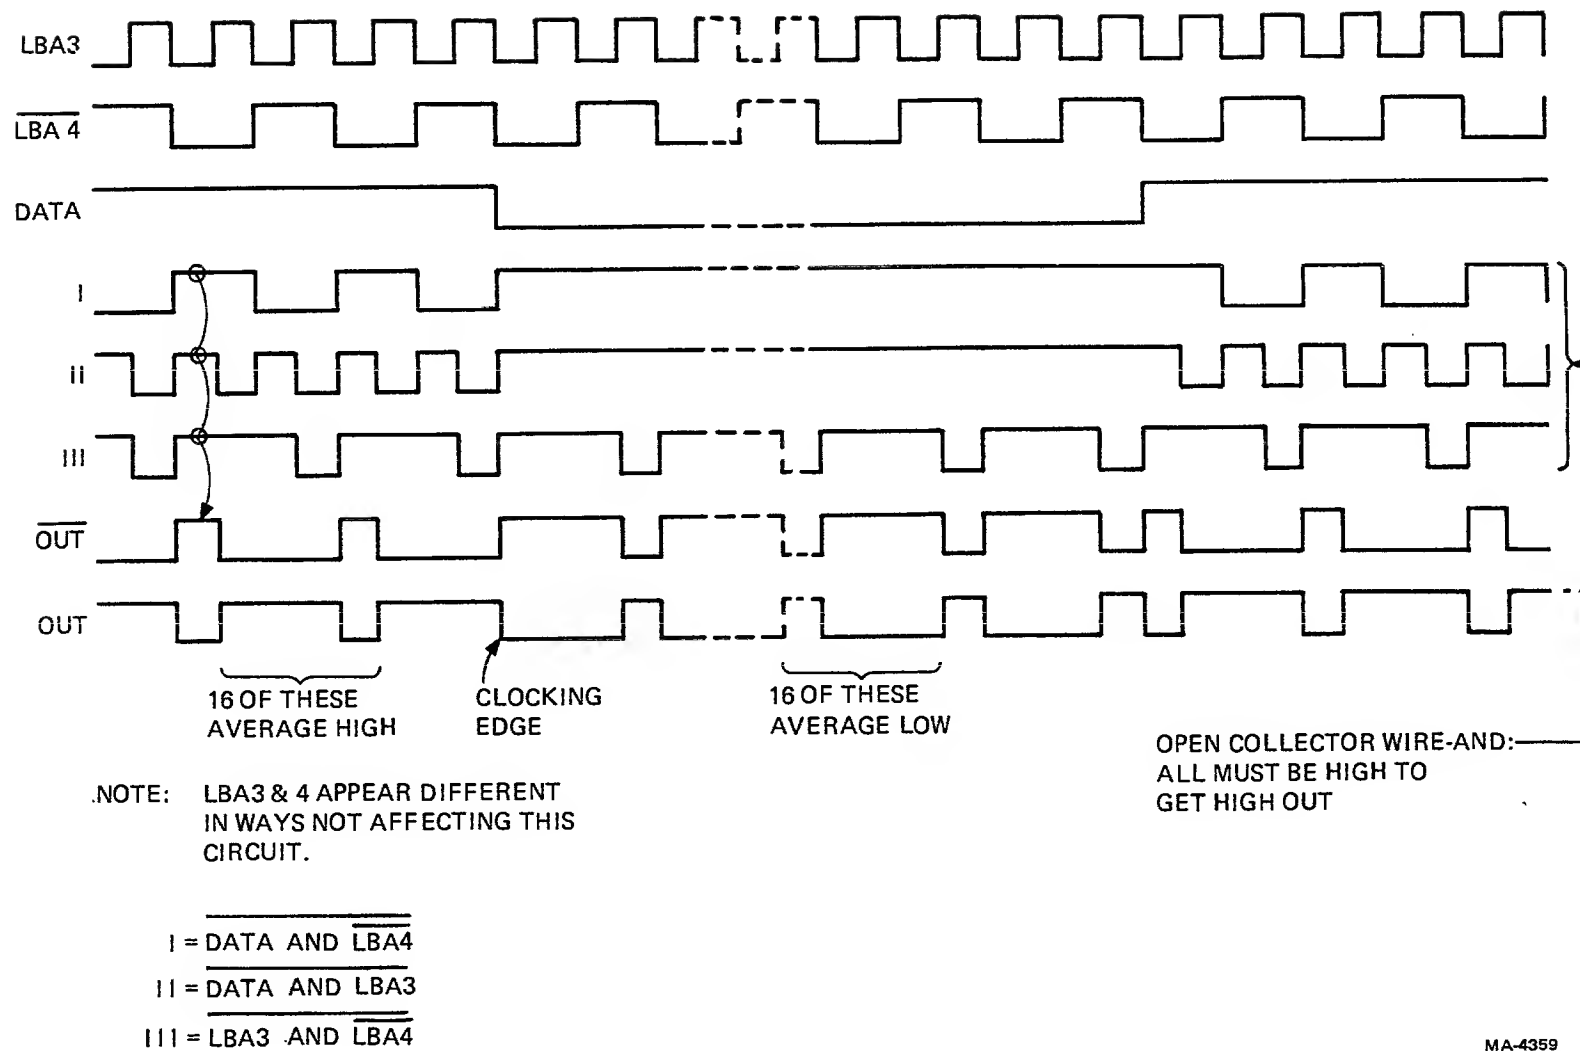 LBA3
LBA 4
DATA
I
II
III
OUT
OUT
16 OF THESE
AVERAGE HIGH
CLOCKING
EDGE
16 OF THESE
AVERAGE LOW
OPEN COLLECTOR WIRE-AND:
ALL MUST BE HIGH TO
GET HIGH OUT
NOTE: LBA3 & 4 APPEAR DIFFERENT
IN WAYS NOT AFFECTING THIS
CIRCUIT.
I = DATA AND LBA4
II = DATA AND LBA3
III = LBA3 AND LBA4
MA-4359